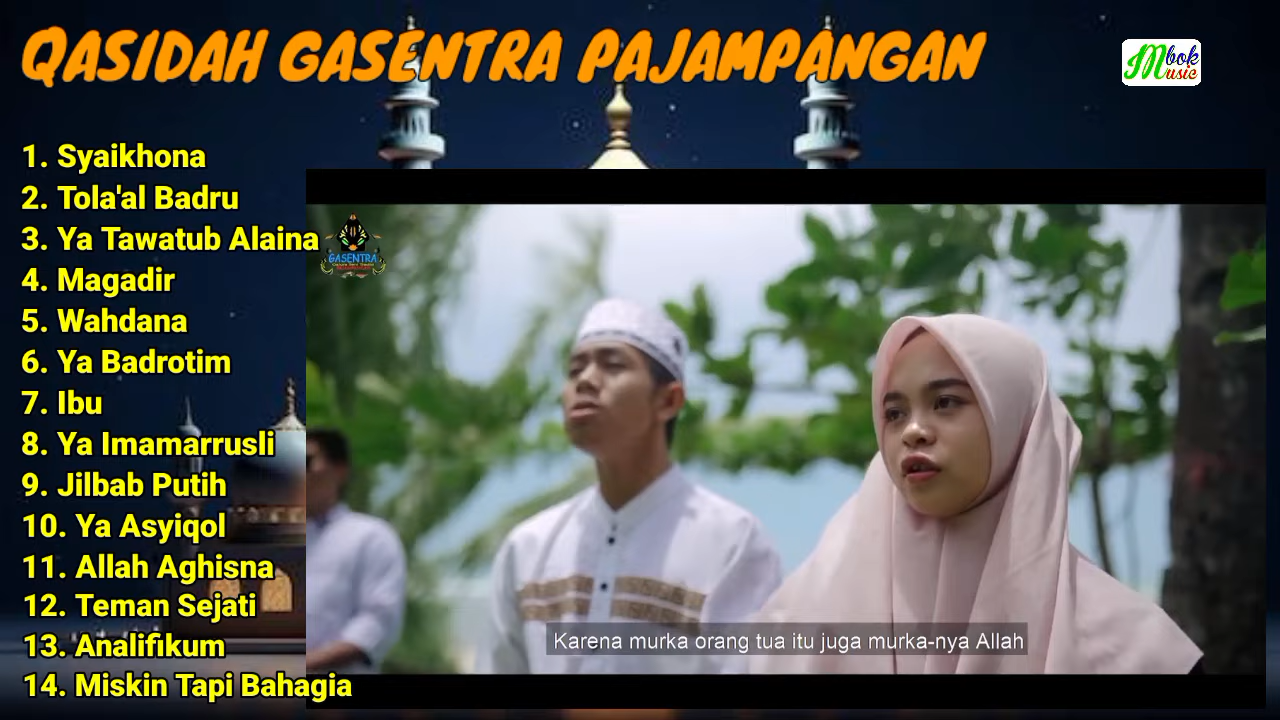 QASIDAH GASENTRA PAJAMPANGAN
Mbok
Music
1. Syaikhona
2. Tola'al Badru
3. Ya Tawatub Alaina
4. Magadir
5. Wahdana
6. Ya Badrotim
7. Ibu
8. Ya Imamarrusli
9. Jilbab Putih
10. Ya Asyiqol
11. Allah Aghisna
12. Teman Sejati
13. Analifikum
14. Miskin Tapi Bahagia
GASENTRA
Karena murka orang tua itu juga murka-nya Allah